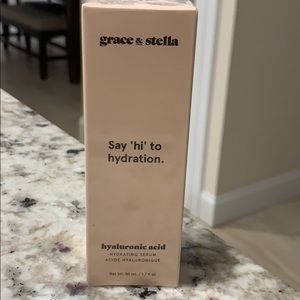 grace & stella
Say 'hi' to
hydration.
hyaluronic acid
HYDRATING SERUM
ACIDE HYALURONIQUE